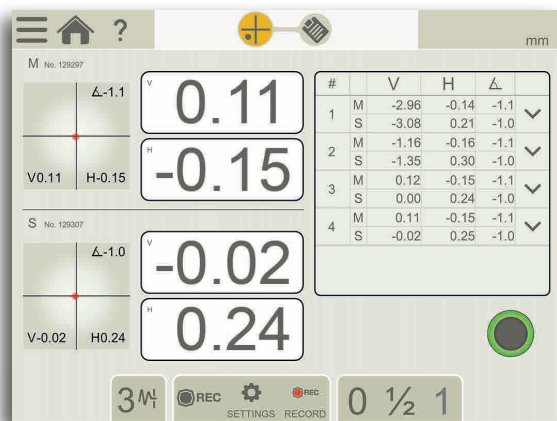 ?
mm
M No. 129297
∡-1.1
V0.11 H-0.15
V 0.11
H -0.15
S No. 129307
∡-1.0
V-0.02 H0.24
V -0.02
H 0.24
# V H ∡
1 M -2.96 -0.14 -1.1
S -3.08 0.21 -1.0
2 M -1.16 -0.16 -1.1
S -1.35 0.30 -1.0
3 M 0.12 -0.15 -1.1
S 0.00 0.24 -1.0
4 M 0.11 -0.15 -1.1
S -0.02 0.25 -1.0
3 REC SETTINGS REC RECORD 0 ½ 1